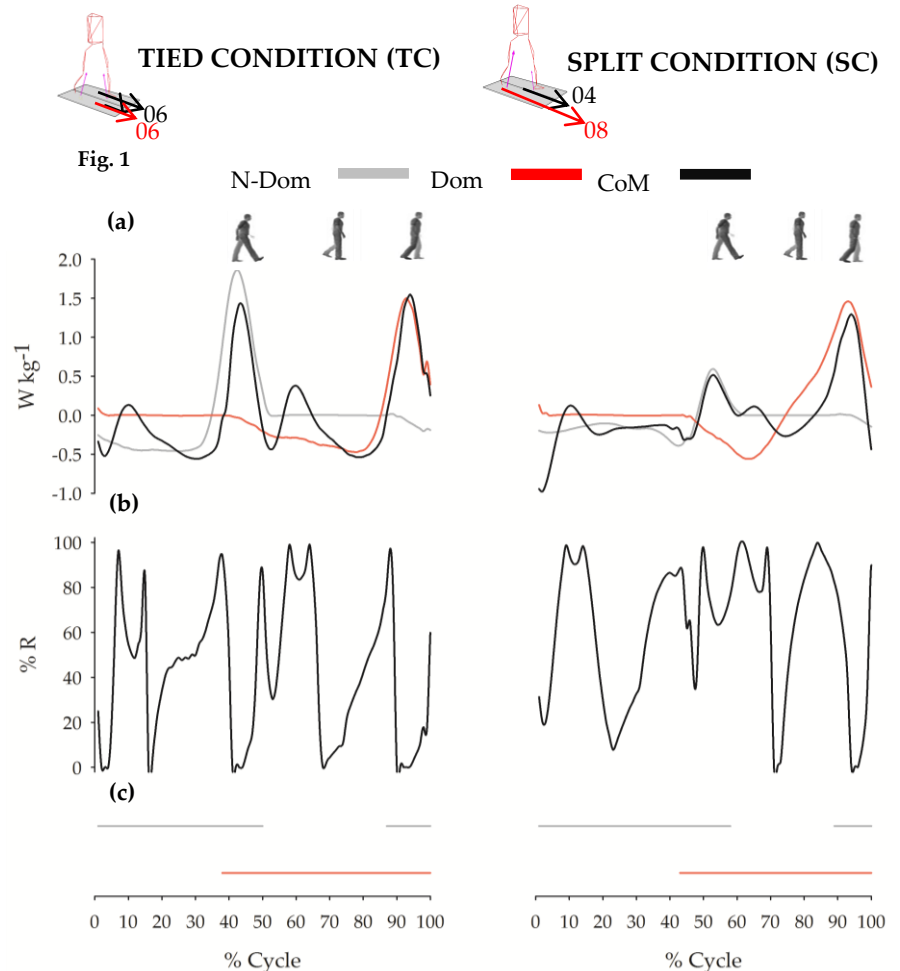 TIED CONDITION (TC)
SPLIT CONDITION (SC)
06
06
04
08
Fig. 1
N-Dom
Dom
CoM
(a)
2.0
1.5
1.0
0.5
0.0
-0.5
-1.0
W kg-1
(b)
100
80
60
40
20
0
% R
(c)
0 10 20 30 40 50 60 70 80 90 100
0 10 20 30 40 50 60 70 80 90 100
% Cycle
% Cycle